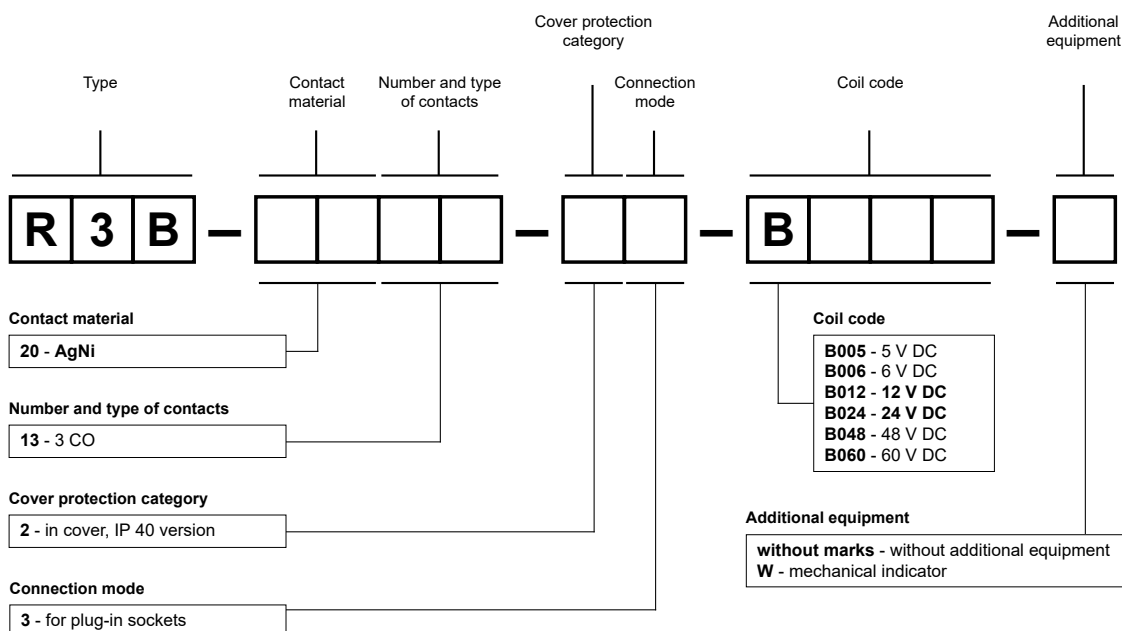 Cover protection
category
Additional
equipment
Type
Contact
material
Number and type
of contacts
Connection
mode
Coil code
R 3 B – – – B –
Contact material
20 - AgNi
Number and type of contacts
13 - 3 CO
Cover protection category
2 - in cover, IP 40 version
Connection mode
3 - for plug-in sockets
Coil code
B005 - 5 V DC
B006 - 6 V DC
B012 - 12 V DC
B024 - 24 V DC
B048 - 48 V DC
B060 - 60 V DC
Additional equipment
without marks - without additional equipment
W - mechanical indicator